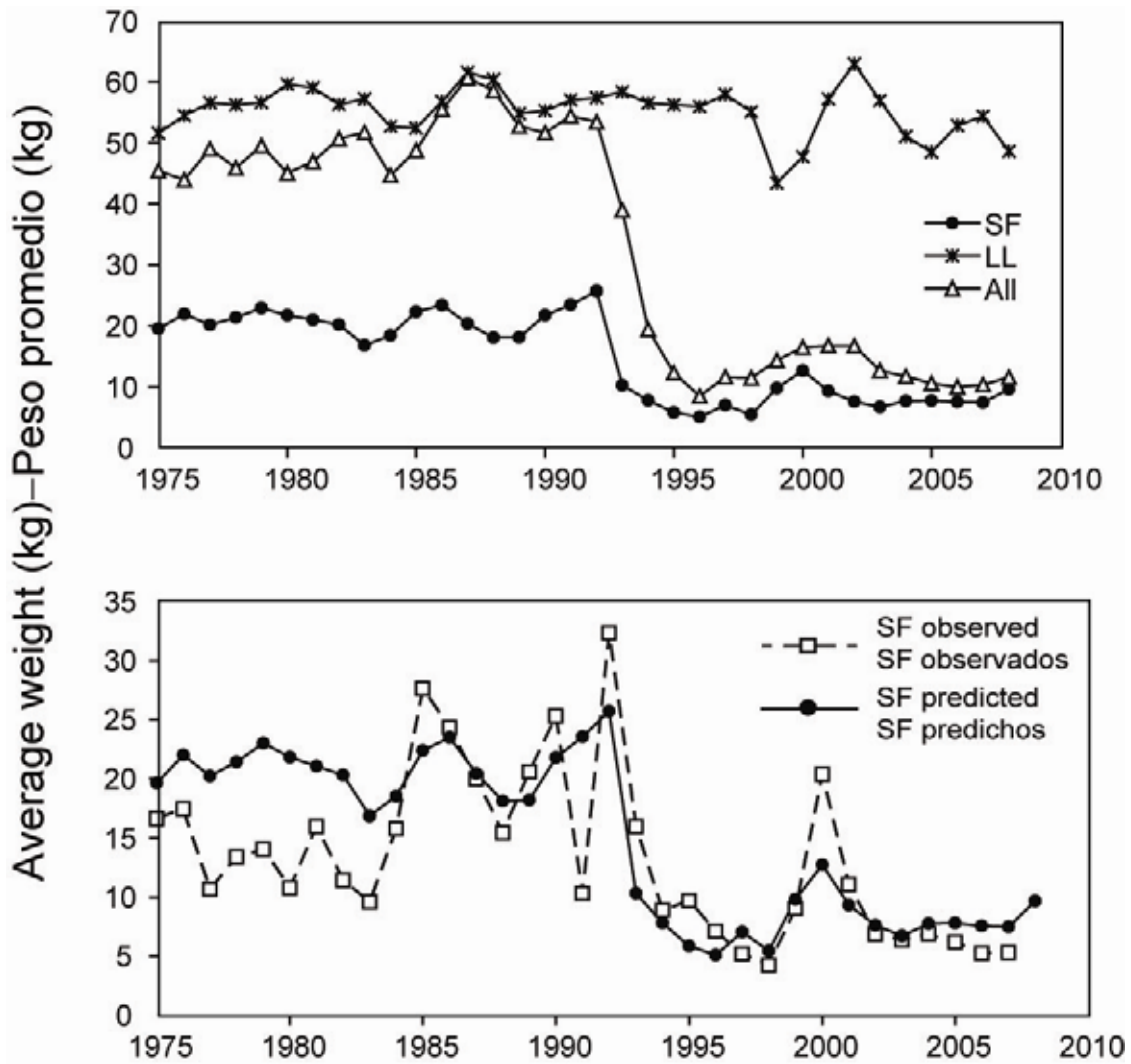 Average weight (kg)–Peso promedio (kg)
70
60
50
40
30
20
10
0
SF
LL
All
1975 1980 1985 1990 1995 2000 2005 2010
35
30
25
20
15
10
5
0
SF observed
SF observados
SF predicted
SF predichos
1975 1980 1985 1990 1995 2000 2005 2010